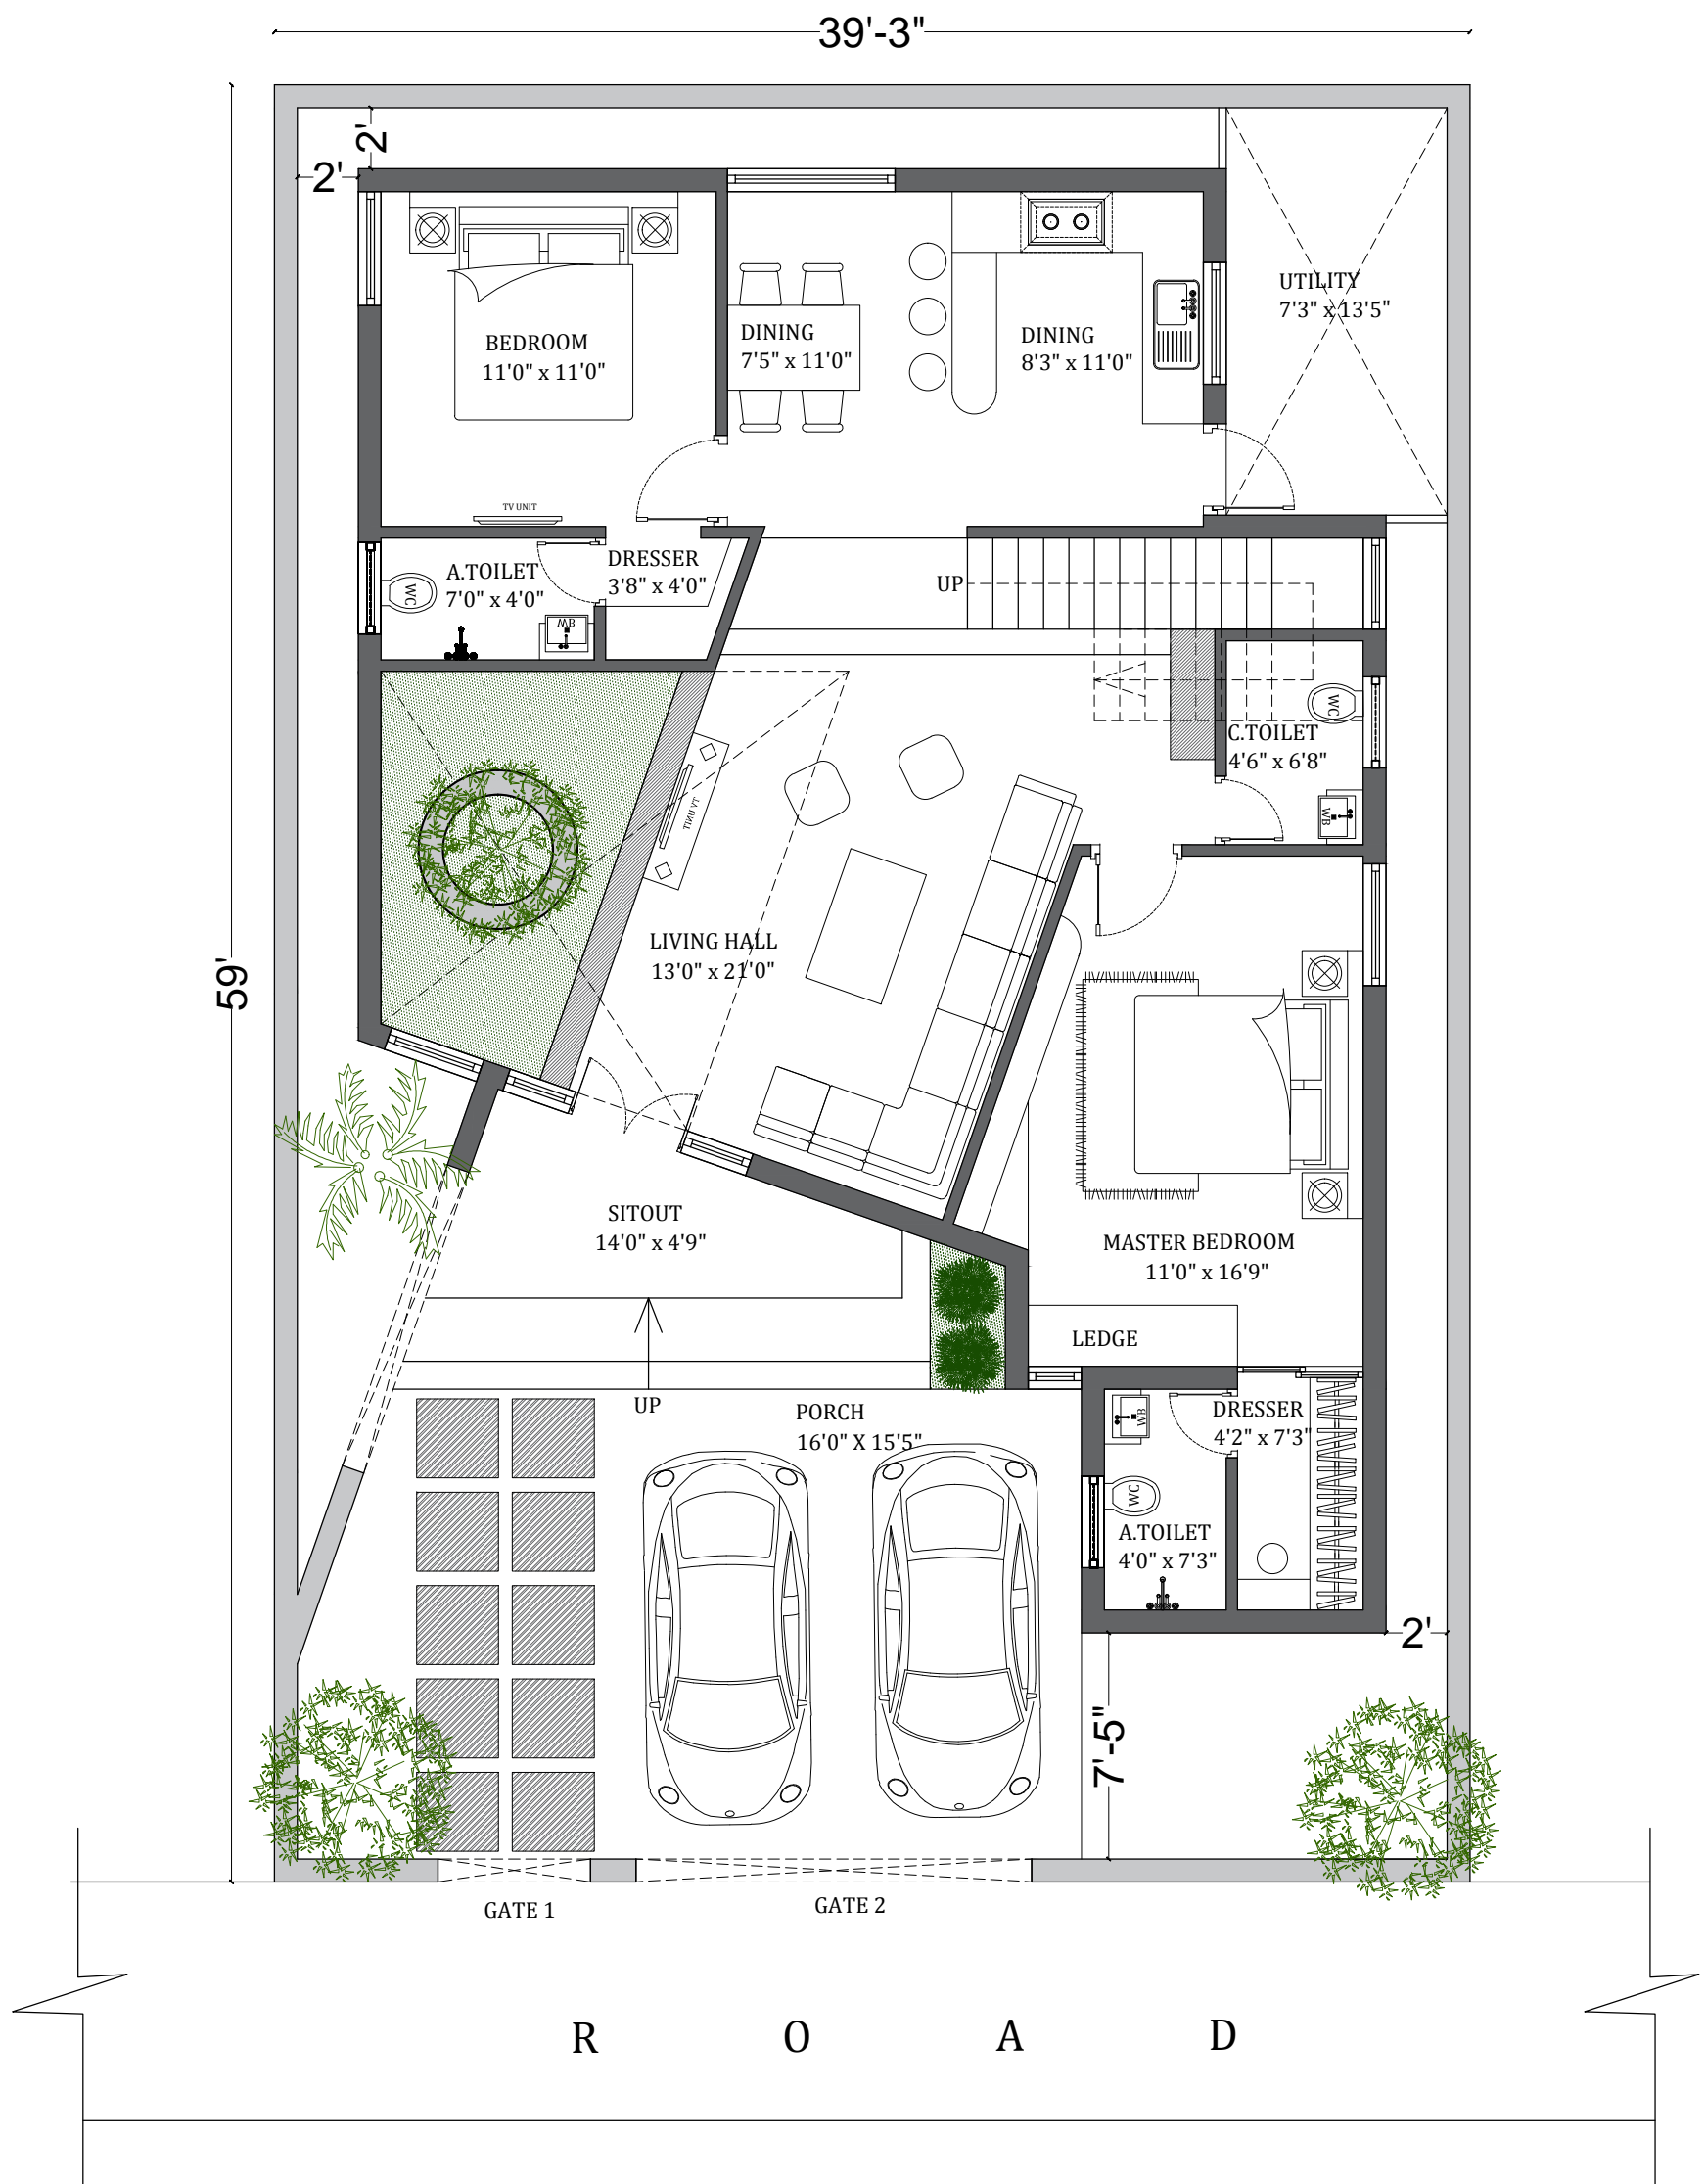 39'-3"
2'
2'
UTILITY
7'3" x 13'5"
BEDROOM
11'0" x 11'0"
DINING
7'5" x 11'0"
DINING
8'3" x 11'0"
TV UNIT
A.TOILET
7'0" x 4'0"
WC
WB
DRESSER
3'8" x 4'0"
UP
WC
C.TOILET
4'6" x 6'8"
WB
TV UNIT
LIVING HALL
13'0" x 21'0"
59'
SITOUT
14'0" x 4'9"
MASTER BEDROOM
11'0" x 16'9"
LEDGE
UP
PORCH
16'0" X 15'5"
WB
DRESSER
4'2" x 7'3"
WC
A.TOILET
4'0" x 7'3"
2'
7'-5"
GATE 1
GATE 2
R O A D